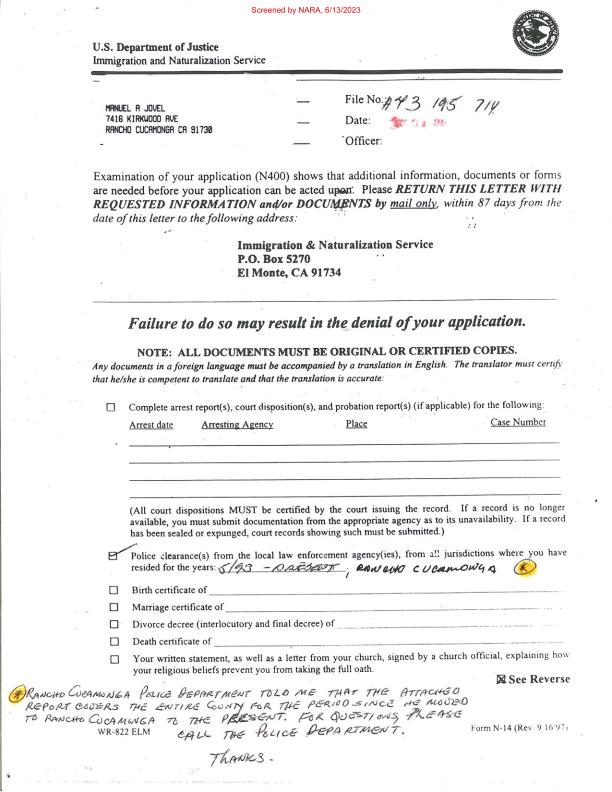 Screened by NARA, 6/13/2023
U.S. Department of Justice
Immigration and Naturalization Service
MANUEL A JOVEL
7416 KIRKWOOD AVE
RANCHO CUCAMONGA CA 91730
File No. A43 195 714
Date:
Officer:
Examination of your application (N400) shows that additional information, documents or forms
are needed before your application can be acted upon. Please RETURN THIS LETTER WITH
REQUESTED INFORMATION and/or DOCUMENTS by mail only, within 87 days from the
date of this letter to the following address:
Immigration & Naturalization Service
P.O. Box 5270
El Monte, CA 91734
Failure to do so may result in the denial of your application.
NOTE: ALL DOCUMENTS MUST BE ORIGINAL OR CERTIFIED COPIES.
Any documents in a foreign language must be accompanied by a translation in English. The translator must certify
that he/she is competent to translate and that the translation is accurate:
Complete arrest report(s), court disposition(s), and probation report(s) (if applicable) for the following:
Arrest date Arresting Agency Place Case Number
(All court dispositions MUST be certified by the court issuing the record. If a record is no longer
available, you must submit documentation from the appropriate agency as to its unavailability. If a record
has been sealed or expunged, court records showing such must be submitted.)
Police clearance(s) from the local law enforcement agency(ies), from all jurisdictions where you have
resided for the years: 5/93 - PRESENT, RANCHO CUCAMONGA *
Birth certificate of
Marriage certificate of
Divorce decree (interlocutory and final decree) of
Death certificate of
Your written statement, as well as a letter from your church, signed by a church official, explaining how
your religious beliefs prevent you from taking the full oath.
See Reverse
* RANCHO CUCAMONGA POLICE DEPARTMENT TOLD ME THAT THE ATTACHED
REPORT COVERS THE ENTIRE COUNTY FOR THE PERIOD SINCE HE MOVED
TO RANCHO CUCAMUNGA TO THE PRESENT. FOR QUESTIONS, PLEASE
WR-822 ELM CALL THE POLICE DEPARTMENT. Form N-14 (Rev. 9/16/97)
THANKS.